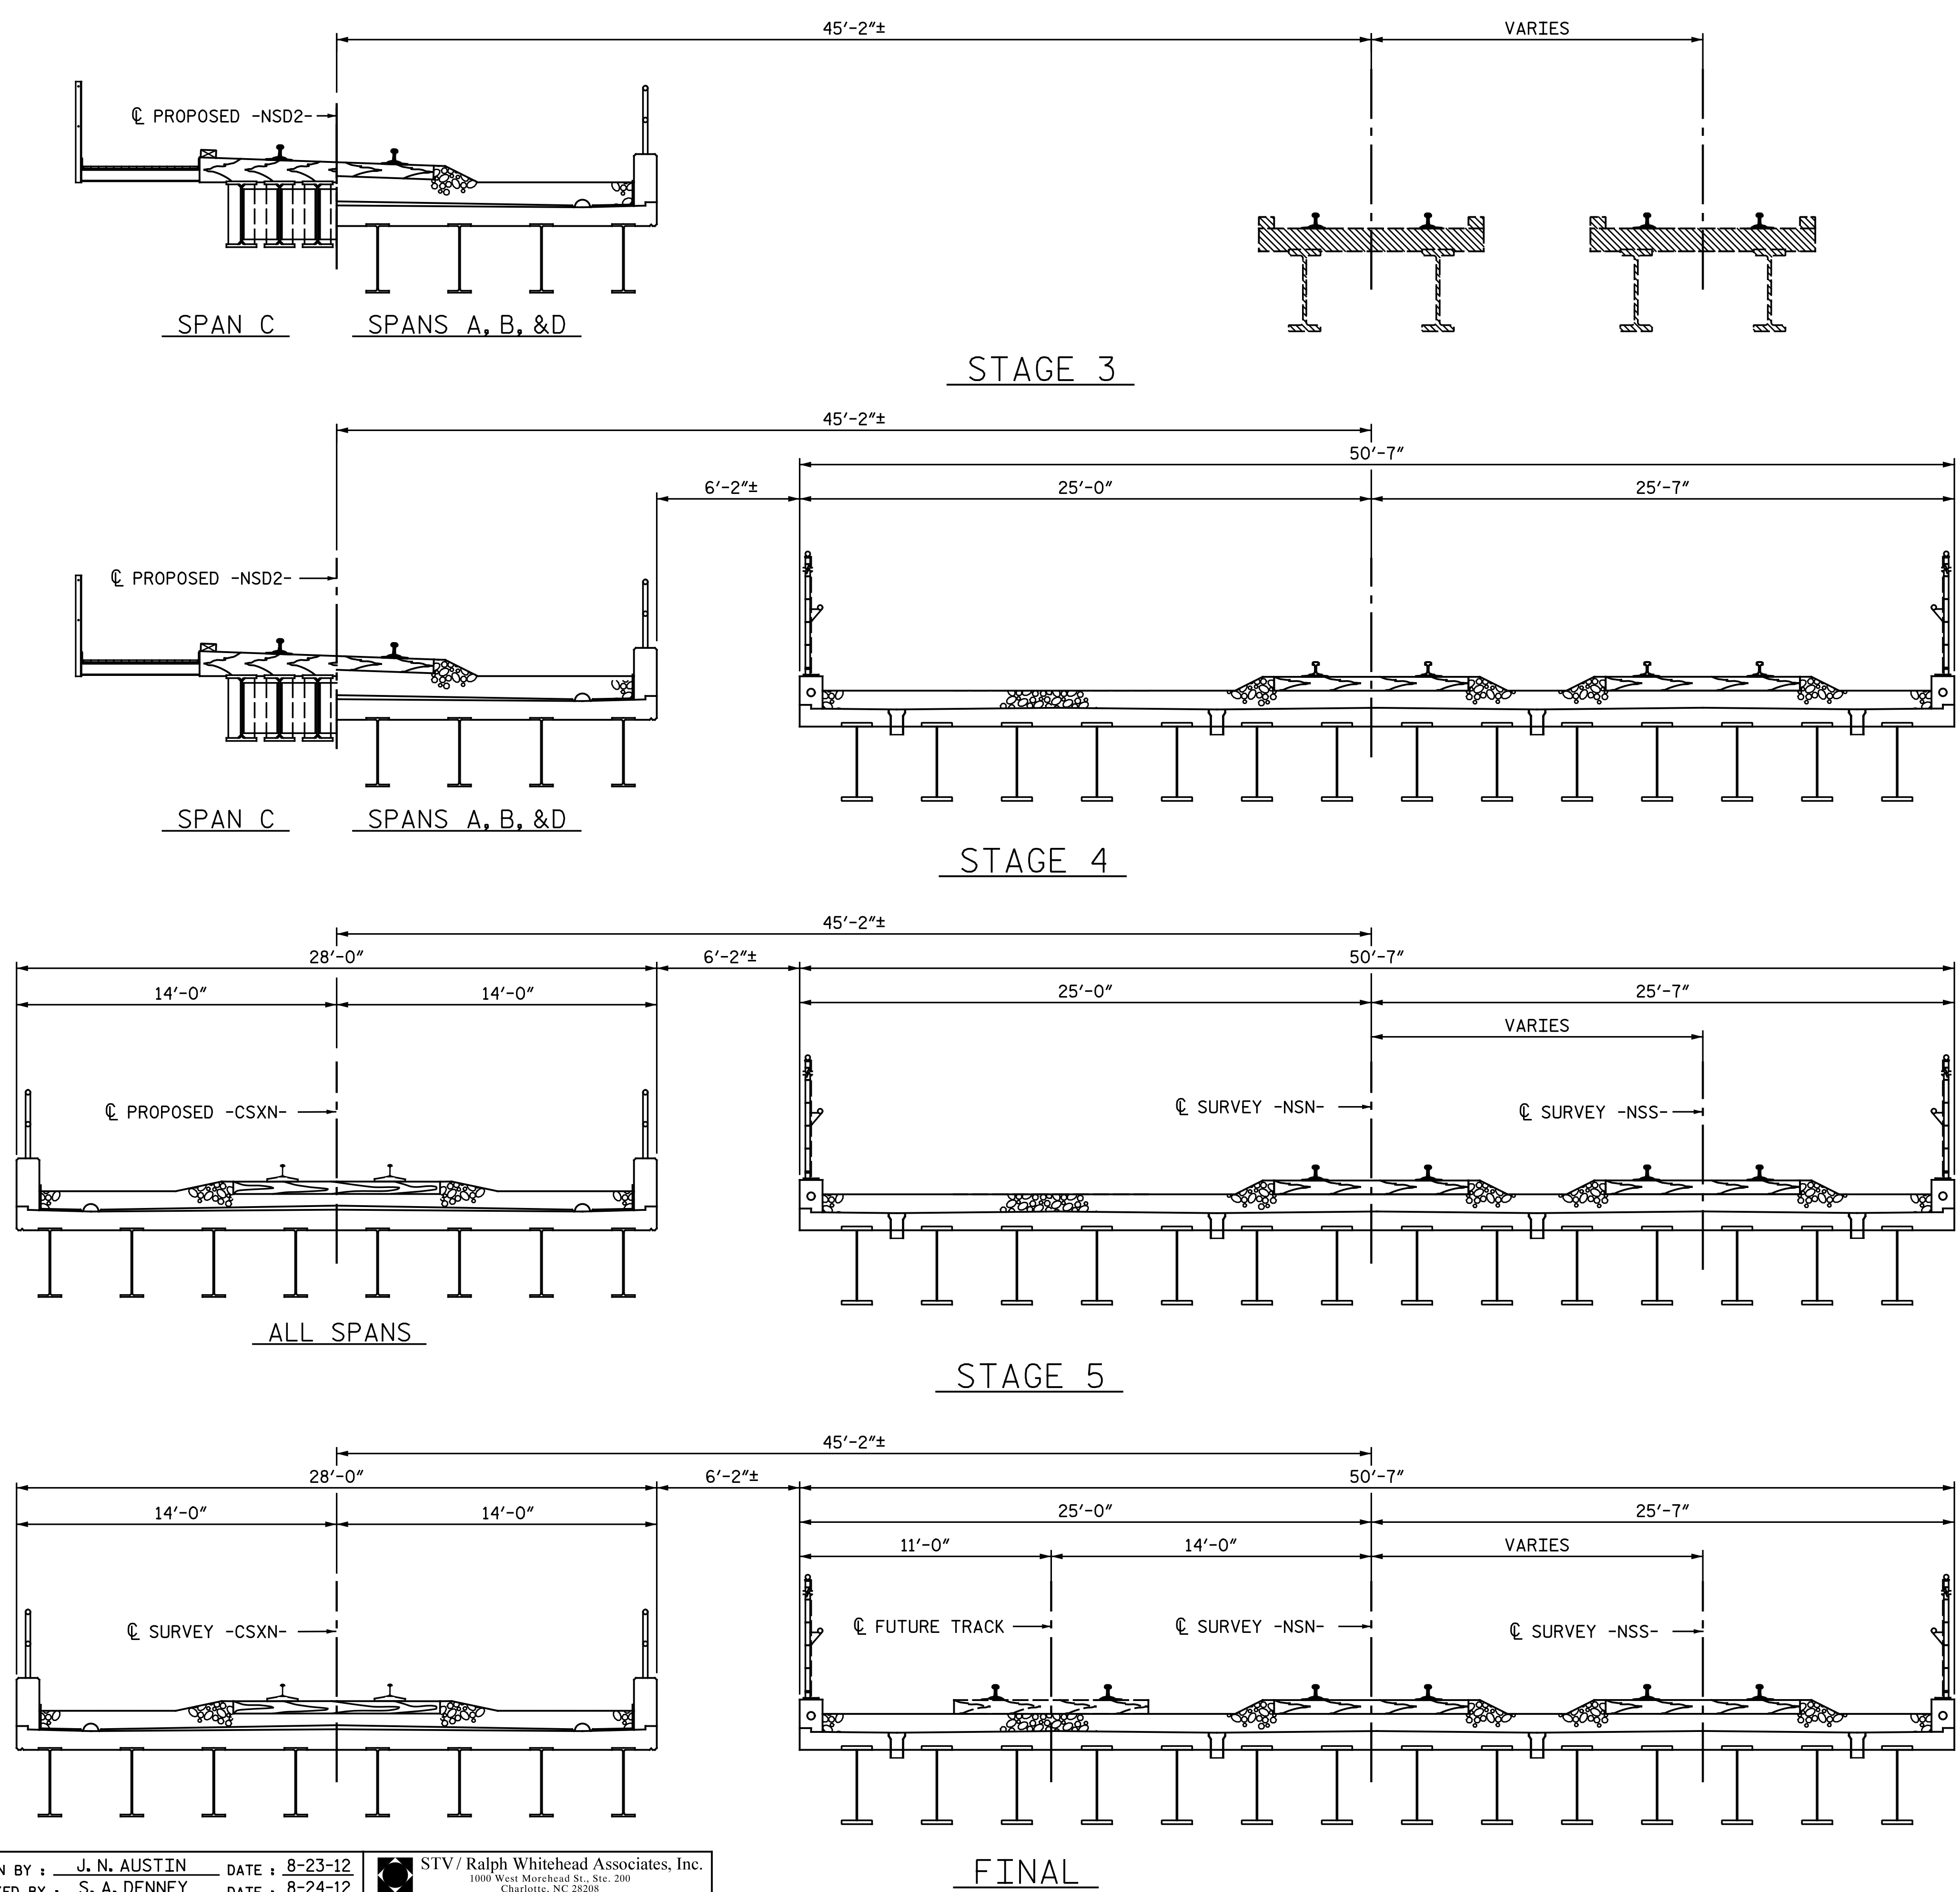 45'-2"±
VARIES
℄ PROPOSED -NSD2-
SPAN C
SPANS A, B, &D
STAGE 3
45'-2"±
50'-7"
6'-2"±
25'-0"
25'-7"
℄ PROPOSED -NSD2-
SPAN C
SPANS A, B, &D
STAGE 4
45'-2"±
28'-0"
6'-2"±
50'-7"
14'-0"
14'-0"
25'-0"
25'-7"
VARIES
℄ PROPOSED -CSXN-
℄ SURVEY -NSN-
℄ SURVEY -NSS-
ALL SPANS
STAGE 5
45'-2"±
28'-0"
6'-2"±
50'-7"
14'-0"
14'-0"
25'-0"
25'-7"
11'-0"
14'-0"
VARIES
℄ SURVEY -CSXN-
℄ FUTURE TRACK
℄ SURVEY -NSN-
℄ SURVEY -NSS-
FINAL
N BY : J. N. AUSTIN DATE : 8-23-12
S. A. DENNEY DATE : 8-24-12
STV / Ralph Whitehead Associates, Inc.
1000 West Morehead St., Ste. 200
Charlotte, NC 28208